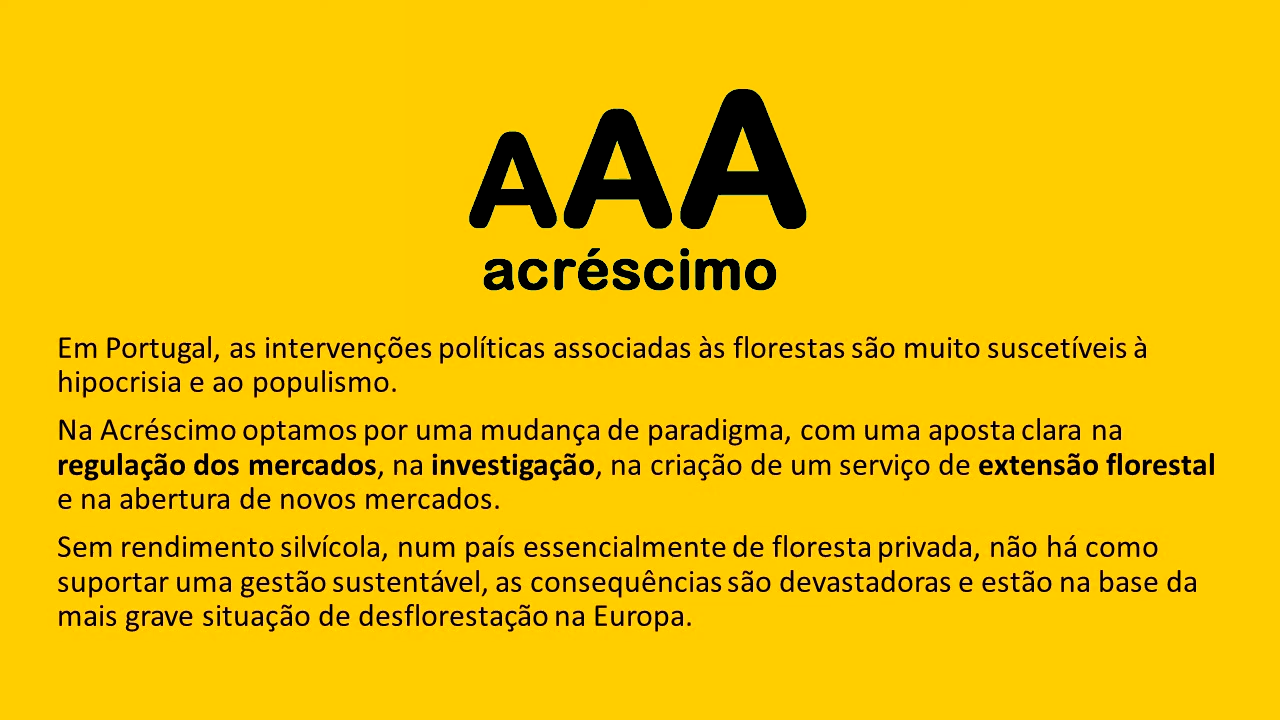 AAA
acréscimo
Em Portugal, as intervenções políticas associadas às florestas são muito suscetíveis à
hipocrisia e ao populismo.
Na Acréscimo optamos por uma mudança de paradigma, com uma aposta clara na
regulação dos mercados, na investigação, na criação de um serviço de extensão florestal
e na abertura de novos mercados.
Sem rendimento silvícola, num país essencialmente de floresta privada, não há como
suportar uma gestão sustentável, as consequências são devastadoras e estão na base da
mais grave situação de desflorestação na Europa.